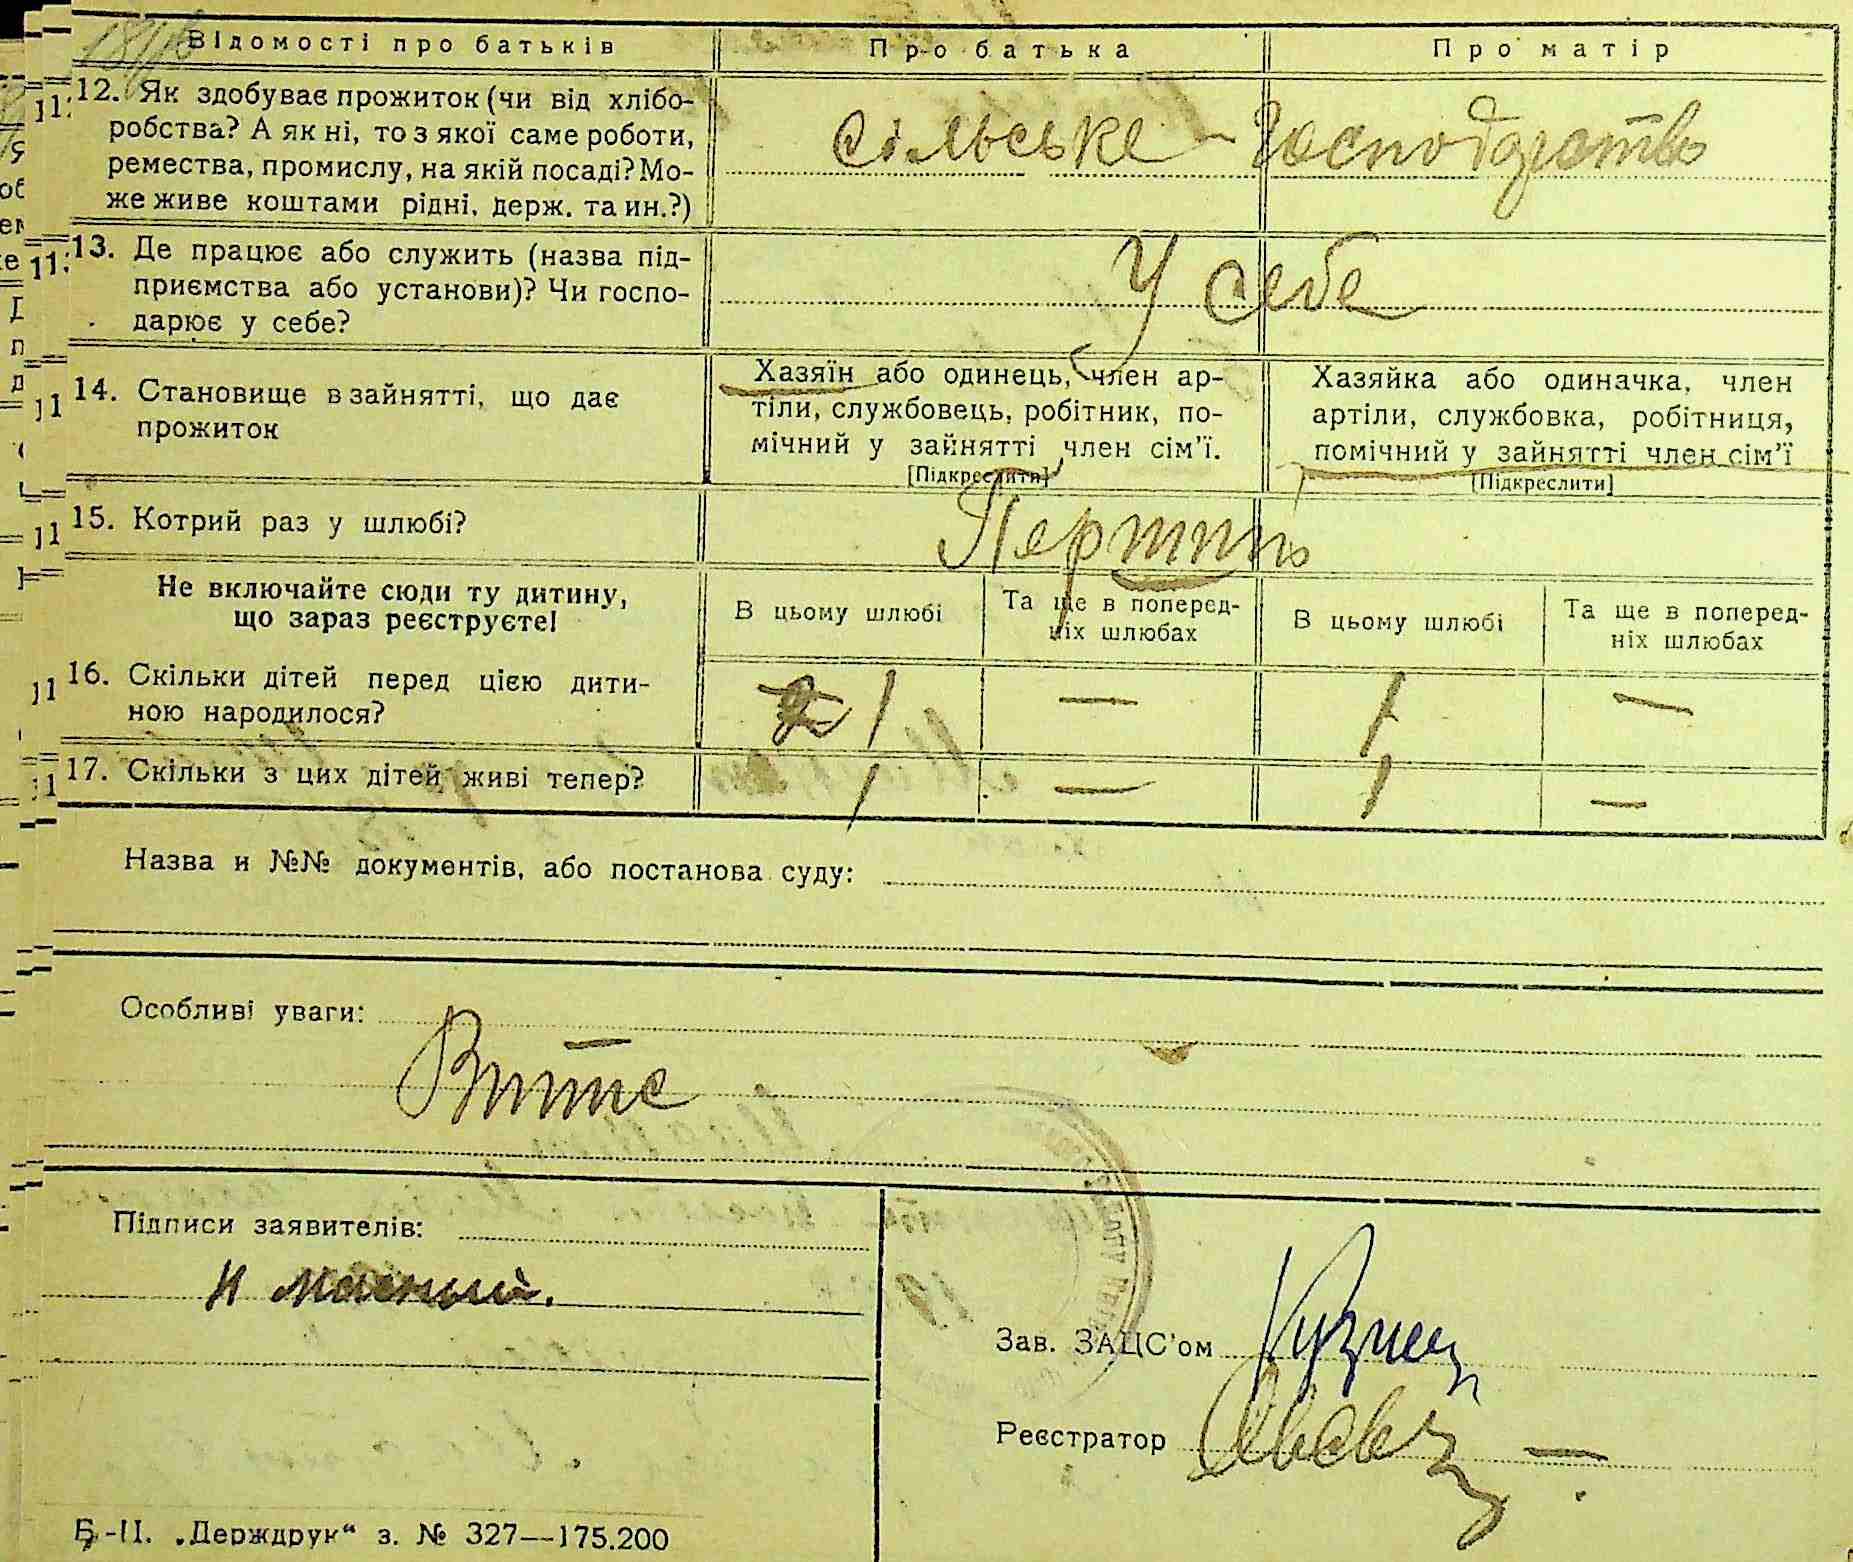 Відомості про батьків
Про батька
Про матір
12. Як здобуває прожиток (чи від хлібо-
робства? А як ні, то з якої саме роботи,
ремества, промислу, на якій посаді? Мо-
же живе коштами рідні, держ. та ин.?)
Сільське Господарство
13. Де працює або служить (назва під-
приємства або установи)? Чи госпо-
дарює у себе?
У себе
14. Становище в зайнятті, що дає
прожиток
Хазяїн або одинець, член ар-
тіли, службовець, робітник, по-
мічний у зайнятті член сім'ї.
[Підкреслити]
Хазяйка або одиначка, член
артіли, службовка, робітниця,
помічний у зайнятті член сім'ї
[Підкреслити]
15. Котрий раз у шлюбі?
Не включайте сюди ту дитину,
що зараз реєструєте!
В цьому шлюбі
Та ще в поперед-
ніх шлюбах
В цьому шлюбі
Та ще в поперед-
ніх шлюбах
16. Скільки дітей перед цією дити-
ною народилося?
2 1 — 1 —
17. Скільки з цих дітей живі тепер?
1 — 1 —
Назва и №№ документів, або постанова суду:
Особливі уваги:
Підписи заявителів:
Зав. ЗАЦС'ом
Реєстратор
Б.-П. „Держдрук“ з. № 327—175.200